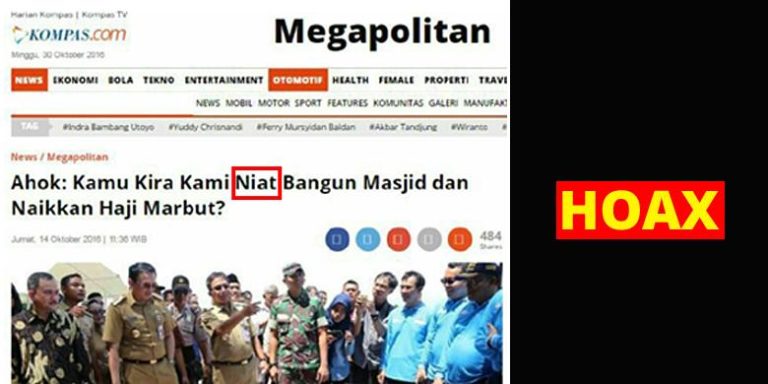 Harian Kompas | Kompas TV
KOMPAS.com
Megapolitan
Minggu, 30 Oktober 2016
NEWS EKONOMI BOLA TEKNO ENTERTAINMENT OTOMOTIF HEALTH FEMALE PROPERTI TRAVE
NEWS MOBIL MOTOR SPORT FEATURES KOMUNITAS GALERI MANUFAKT
TAG #Indra Bambang Utoyo #Yuddy Chrisnandi #Ferry Mursyidan Baldan #Akbar Tandjung #Wiranto #
News / Megapolitan
Ahok: Kamu Kira Kami Niat Bangun Masjid dan
Naikkan Haji Marbut?
Jumat, 14 Oktober 2016 | 11:36 WIB
484
Shares
HOAX